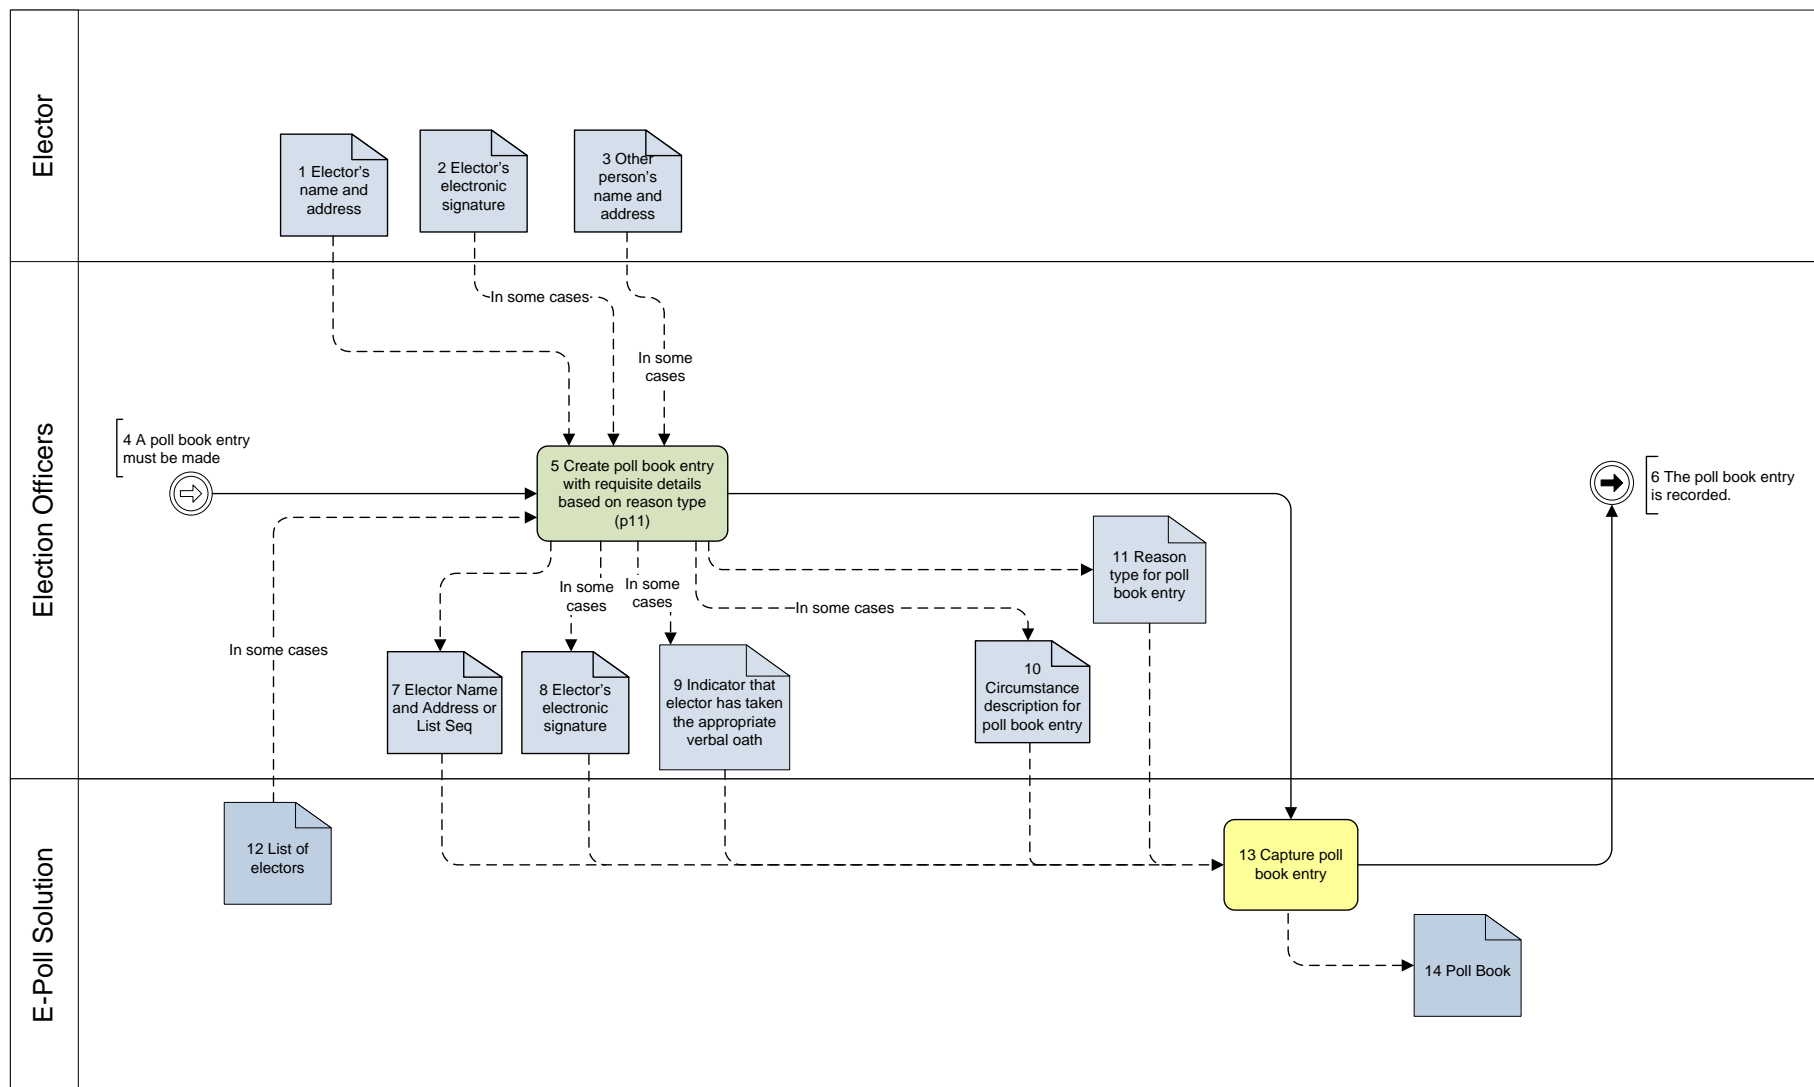 Elector
1 Elector's
name and
address
2 Elector's
electronic
signature
3 Other
person's
name and
address
Election Officers
In some cases
In some
cases
4 A poll book entry
must be made
5 Create poll book entry
with requisite details
based on reason type
(p11)
6 The poll book entry
is recorded.
11 Reason
type for poll
book entry
In some
cases
In some
cases
In some cases
In some cases
7 Elector Name
and Address or
List Seq
8 Elector's
electronic
signature
9 Indicator that
elector has taken
the appropriate
verbal oath
10
Circumstance
description for
poll book entry
E-Poll Solution
12 List of
electors
13 Capture poll
book entry
14 Poll Book